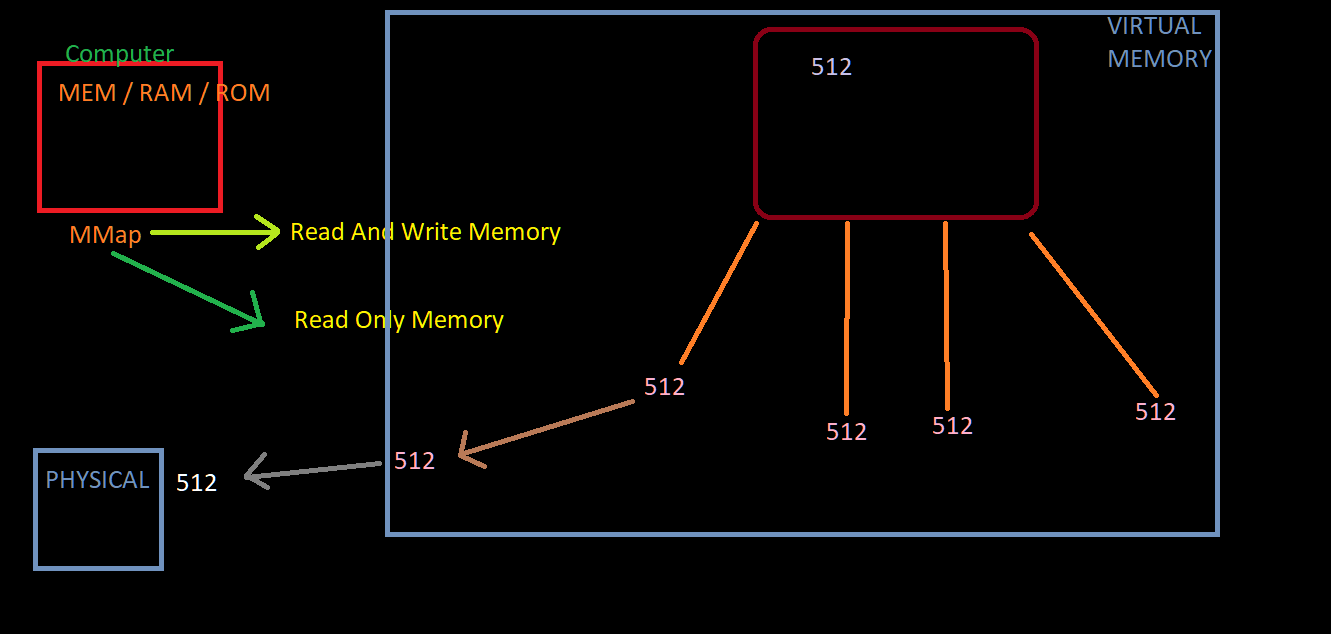 Computer
MEM / RAM / ROM
MMap
Read And Write Memory
Read Only Memory
VIRTUAL
MEMORY
512
512
512
512
512
512
PHYSICAL
512